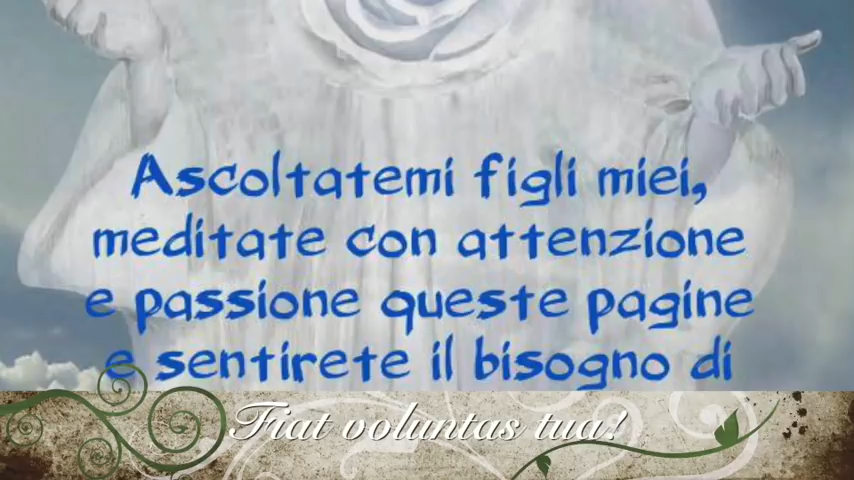 Ascoltatemi figli miei,
meditate con attenzione
e passione queste pagine
e sentirete il bisogno di
Fiat voluntas tua!